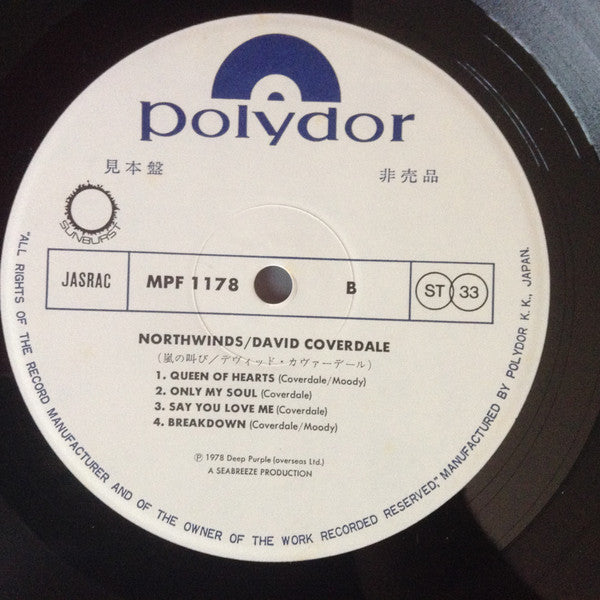 polydor
見本盤
非売品
SUNBURST
JASRAC
MPF 1178
B
ST 33
NORTHWINDS/DAVID COVERDALE
(嵐の叫び/デヴィッド・カヴァーデール)
1. QUEEN OF HEARTS (Coverdale/Moody)
2. ONLY MY SOUL (Coverdale)
3. SAY YOU LOVE ME (Coverdale)
4. BREAKDOWN (Coverdale/Moody)
Ⓟ 1978 Deep Purple (overseas Ltd.)
A SEABREEZE PRODUCTION
"ALL RIGHTS OF THE RECORD MANUFACTURER AND OF THE OWNER OF THE WORK RECORDED RESERVED," MANUFACTURED BY POLYDOR K.K., JAPAN.